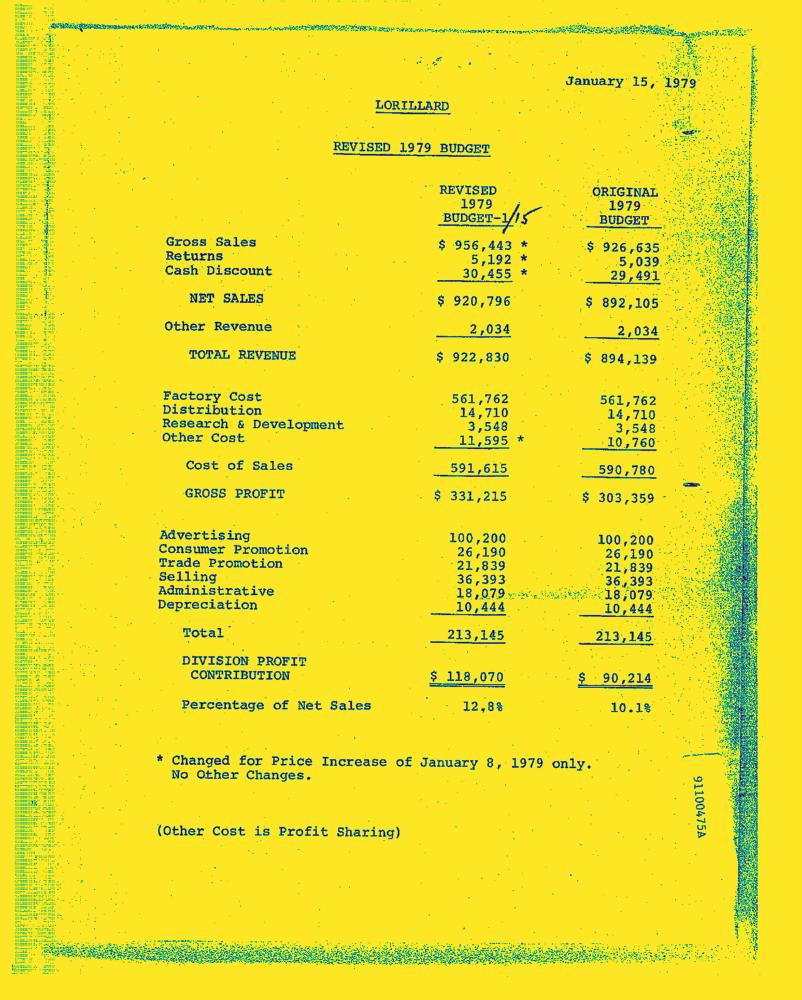 January 15, 1979
LORILLARD
REVISED 1979 BUDGET
REVISED ORIGINAL
1979 1979
BUDGET-1/15 BUDGET
Gross Sales $ 956,443 * $ 926,635
Returns 5,192 * 5,039
Cash Discount 30,455 * 29,491
NET SALES $ 920,796 $ 892,105
Other Revenue 2,034 2,034
TOTAL REVENUE $ 922,830 $ 894,139
Factory Cost 561,762 561,762
Distribution 14,710 14,710
Research & Development 3,548 3,548
Other Cost 11,595 * 10,760
Cost of Sales 591,615 590,780
GROSS PROFIT $ 331,215 $ 303,359
Advertising 100,200 100,200
Consumer Promotion 26,190 26,190
Trade Promotion 21,839 21,839
Selling 36,393 36,393
Administrative 18,079 18,079
Depreciation 10,444 10,444
Total 213,145 213,145
DIVISION PROFIT
CONTRIBUTION $ 118,070 $ 90,214
Percentage of Net Sales 12.8% 10.1%
* Changed for Price Increase of January 8, 1979 only.
No Other Changes.
(Other Cost is Profit Sharing)
91100475A